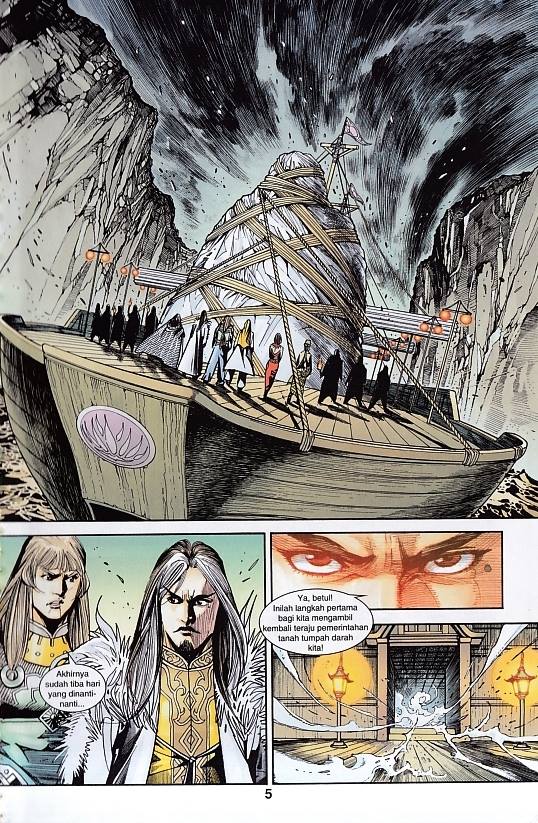 Akhirnya
sudah tiba hari
yang dinanti-
nanti...
Ya, betul!
Inilah langkah pertama
bagi kita mengambil
kembali teraju pemerintahan
tanah tumpah darah
kita!
5